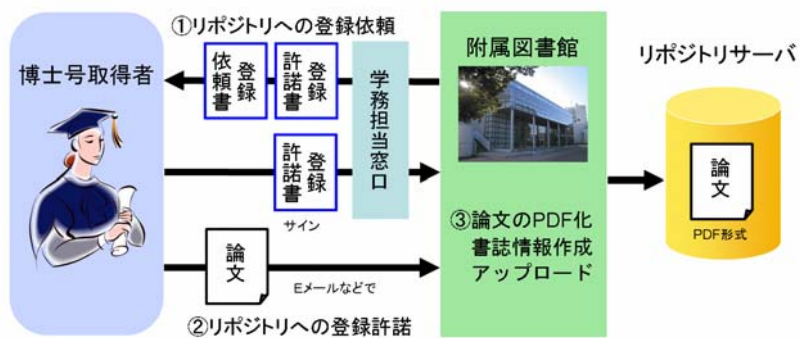 ①リポジトリへの登録依頼
博士号取得者
登録依頼書
登録許諾書
学務担当窓口
登録許諾書
サイン
論文
Eメールなどで
②リポジトリへの登録許諾
附属図書館
③論文のPDF化
書誌情報作成
アップロード
リポジトリサーバ
論文
PDF形式